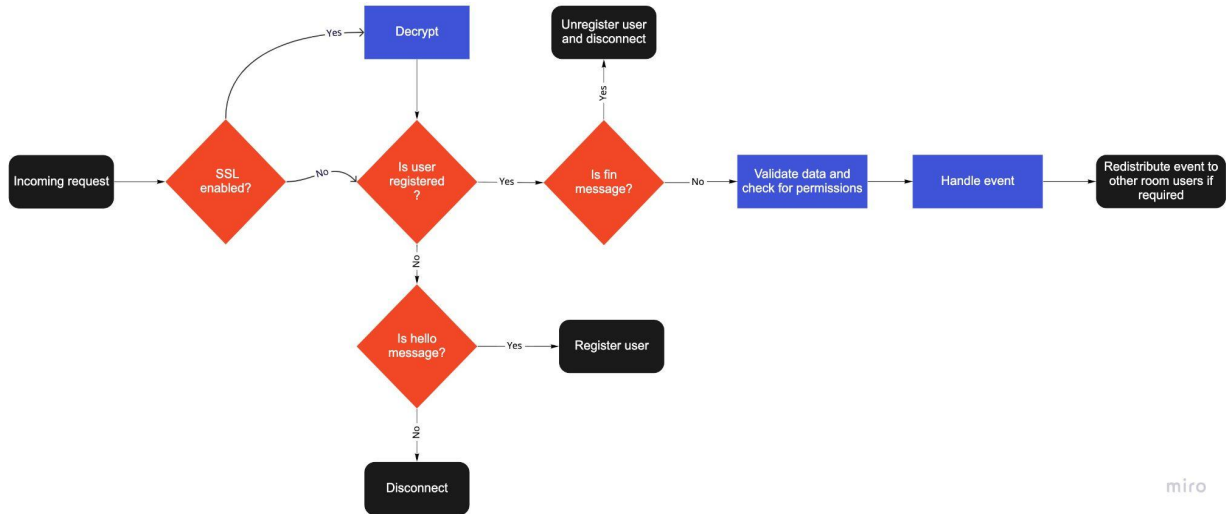 Yes
Decrypt
Unregister user
and disconnect
Yes
Incoming request
SSL
enabled?
No
Is user
registered
?
Yes
Is fin
message?
No
Validate data and
check for permissions
Handle event
Redistribute event to
other room users if
required
No
Is hello
message?
Yes
Register user
No
Disconnect
miro